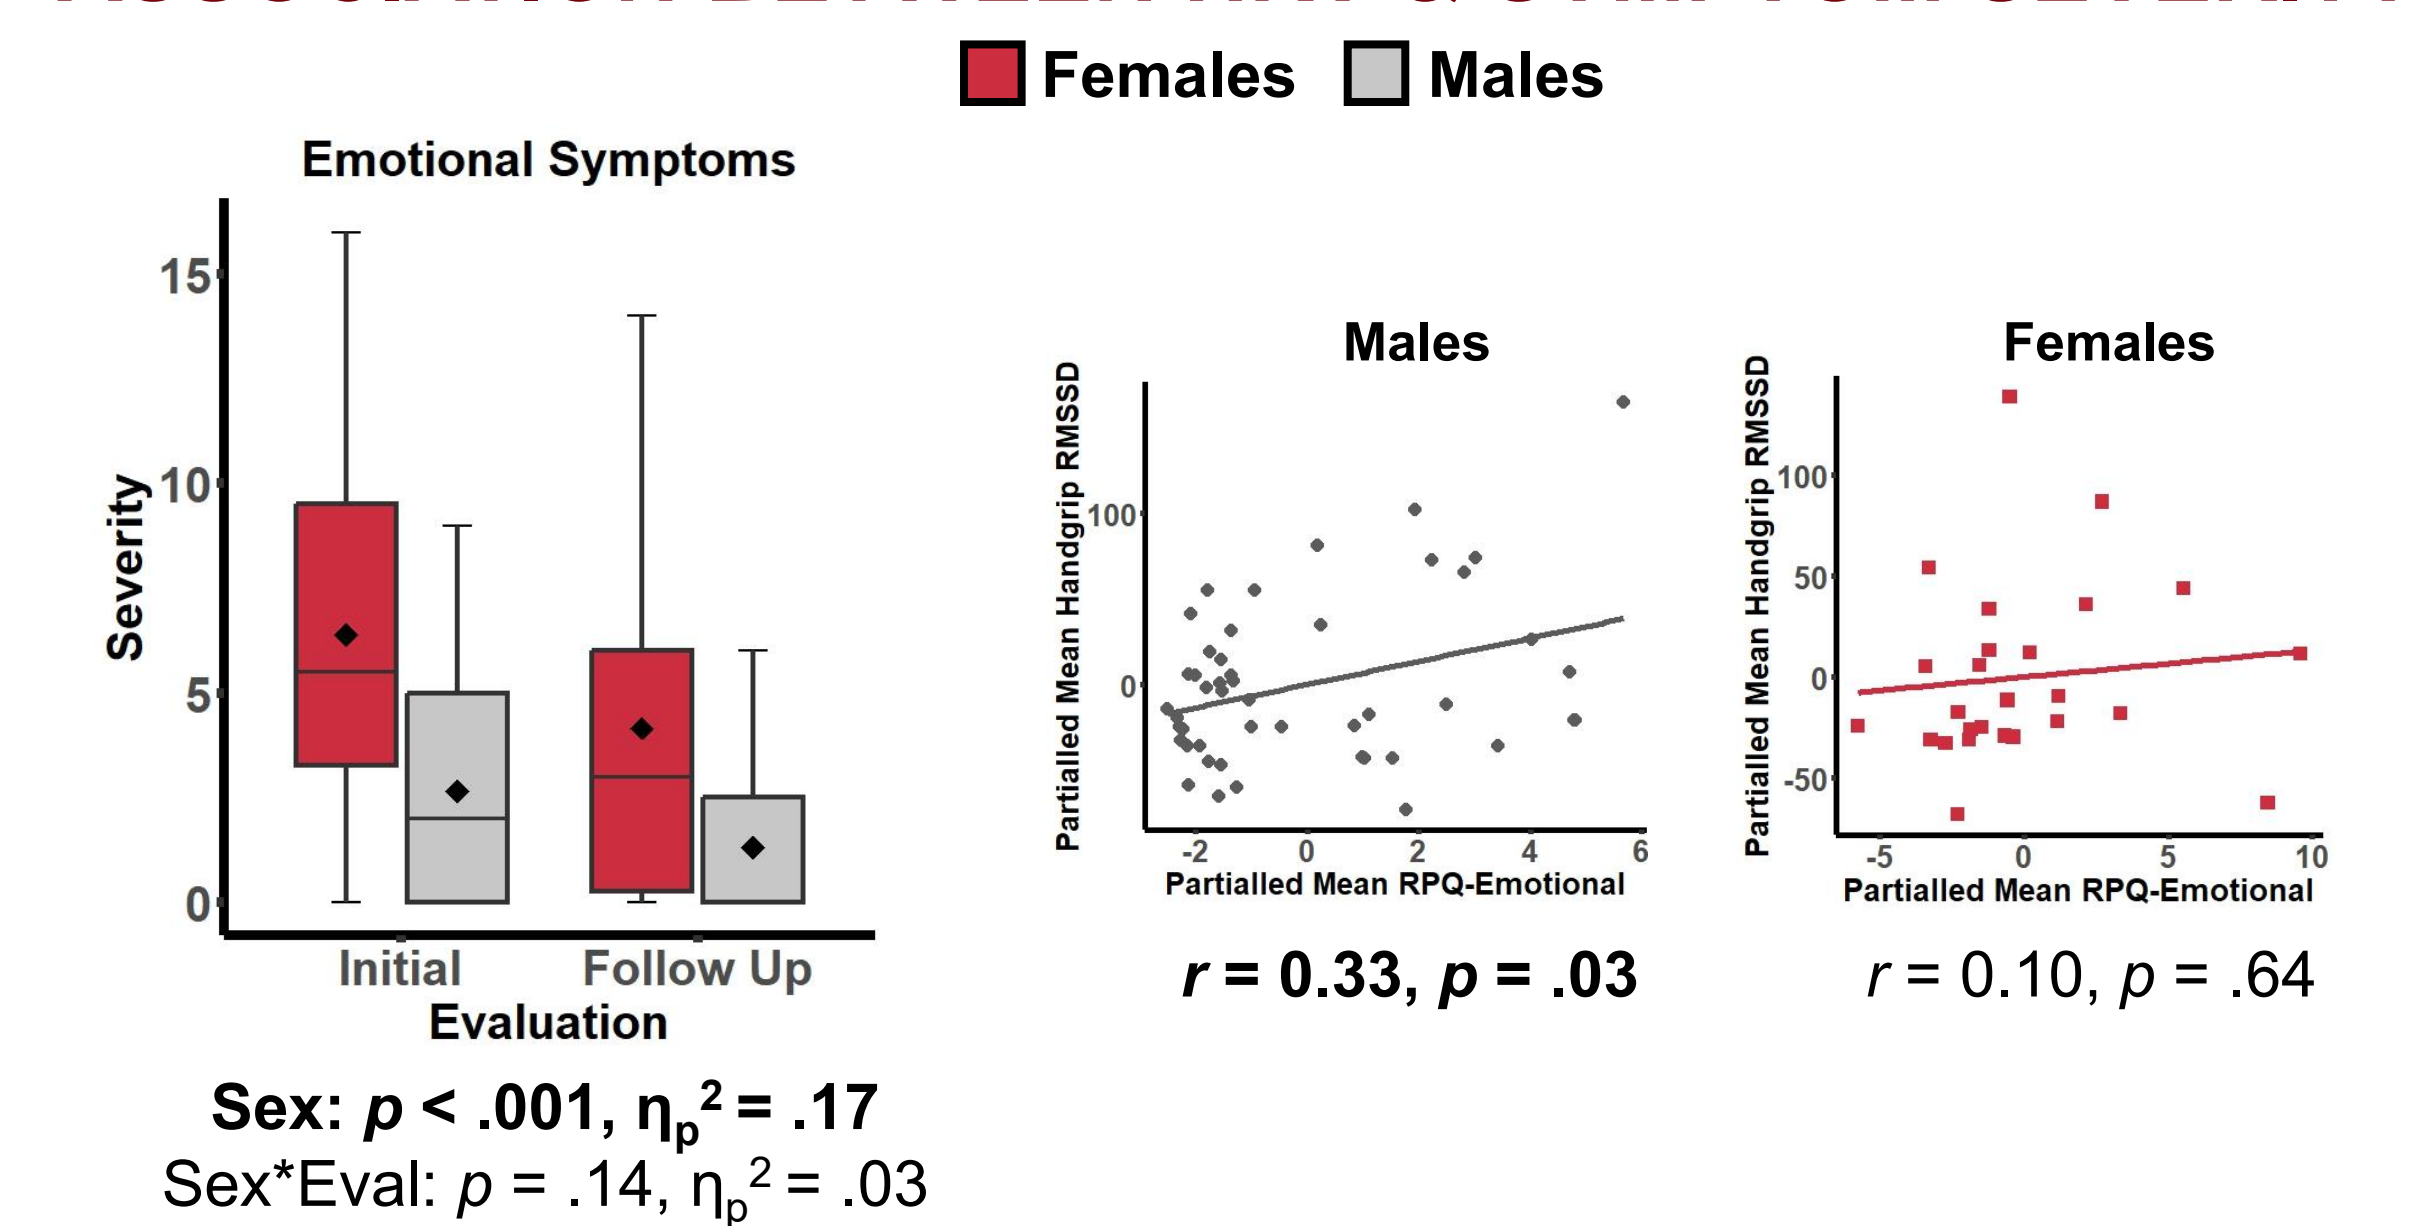 Females Males
Emotional Symptoms
Severity
15
10
5
0
Initial Follow Up
Evaluation
Sex: p < .001, ηp² = .17
Sex*Eval: p = .14, ηp² = .03
Males
Partialled Mean Handgrip RMSSD
100
0
-2 0 2 4 6
Partialled Mean RPQ-Emotional
r = 0.33, p = .03
Females
Partialled Mean Handgrip RMSSD
100
50
0
-50
-5 0 5 10
Partialled Mean RPQ-Emotional
r = 0.10, p = .64